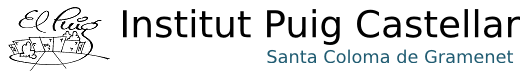 El Puig
Institut Puig Castellar
Santa Coloma de Gramenet